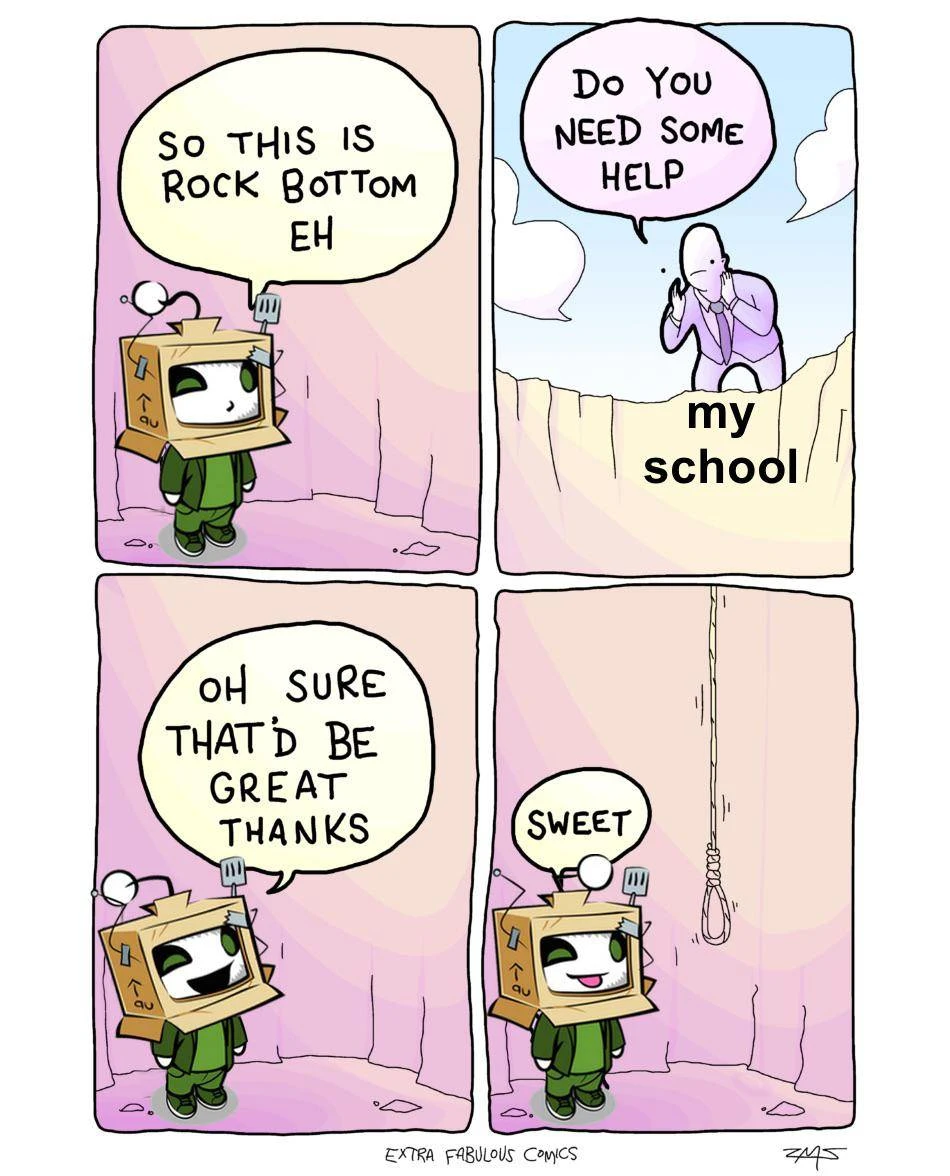 SO THIS IS
ROCK BOTTOM
EH
DO YOU
NEED SOME
HELP
my
school
OH SURE
THAT'D BE
GREAT
THANKS
SWEET
EXTRA FABULOUS COMICS
ZMS